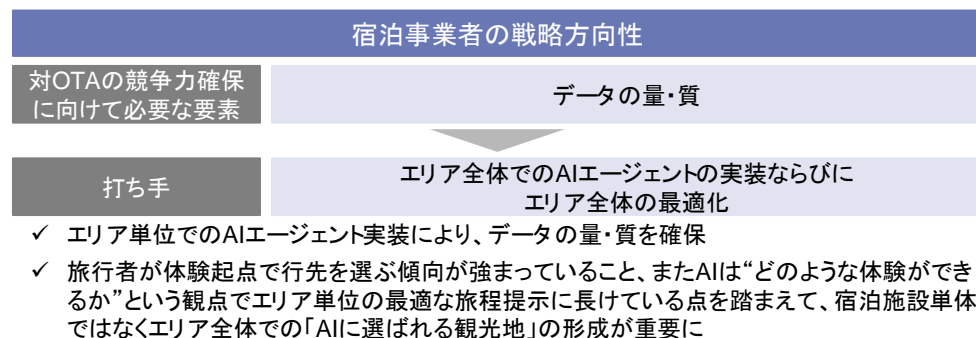 宿泊事業者の戦略方向性
対OTAの競争力確保
に向けて必要な要素
データの量・質
打ち手
エリア全体でのAIエージェントの実装ならびに
エリア全体の最適化
✓ エリア単位でのAIエージェント実装により、データの量・質を確保
✓ 旅行者が体験起点で行先を選ぶ傾向が強まっていること、またAIは“どのような体験ができ
るか”という観点でエリア単位の最適な旅程提示に長けている点を踏まえて、宿泊施設単体
ではなくエリア全体での「AIに選ばれる観光地」の形成が重要に